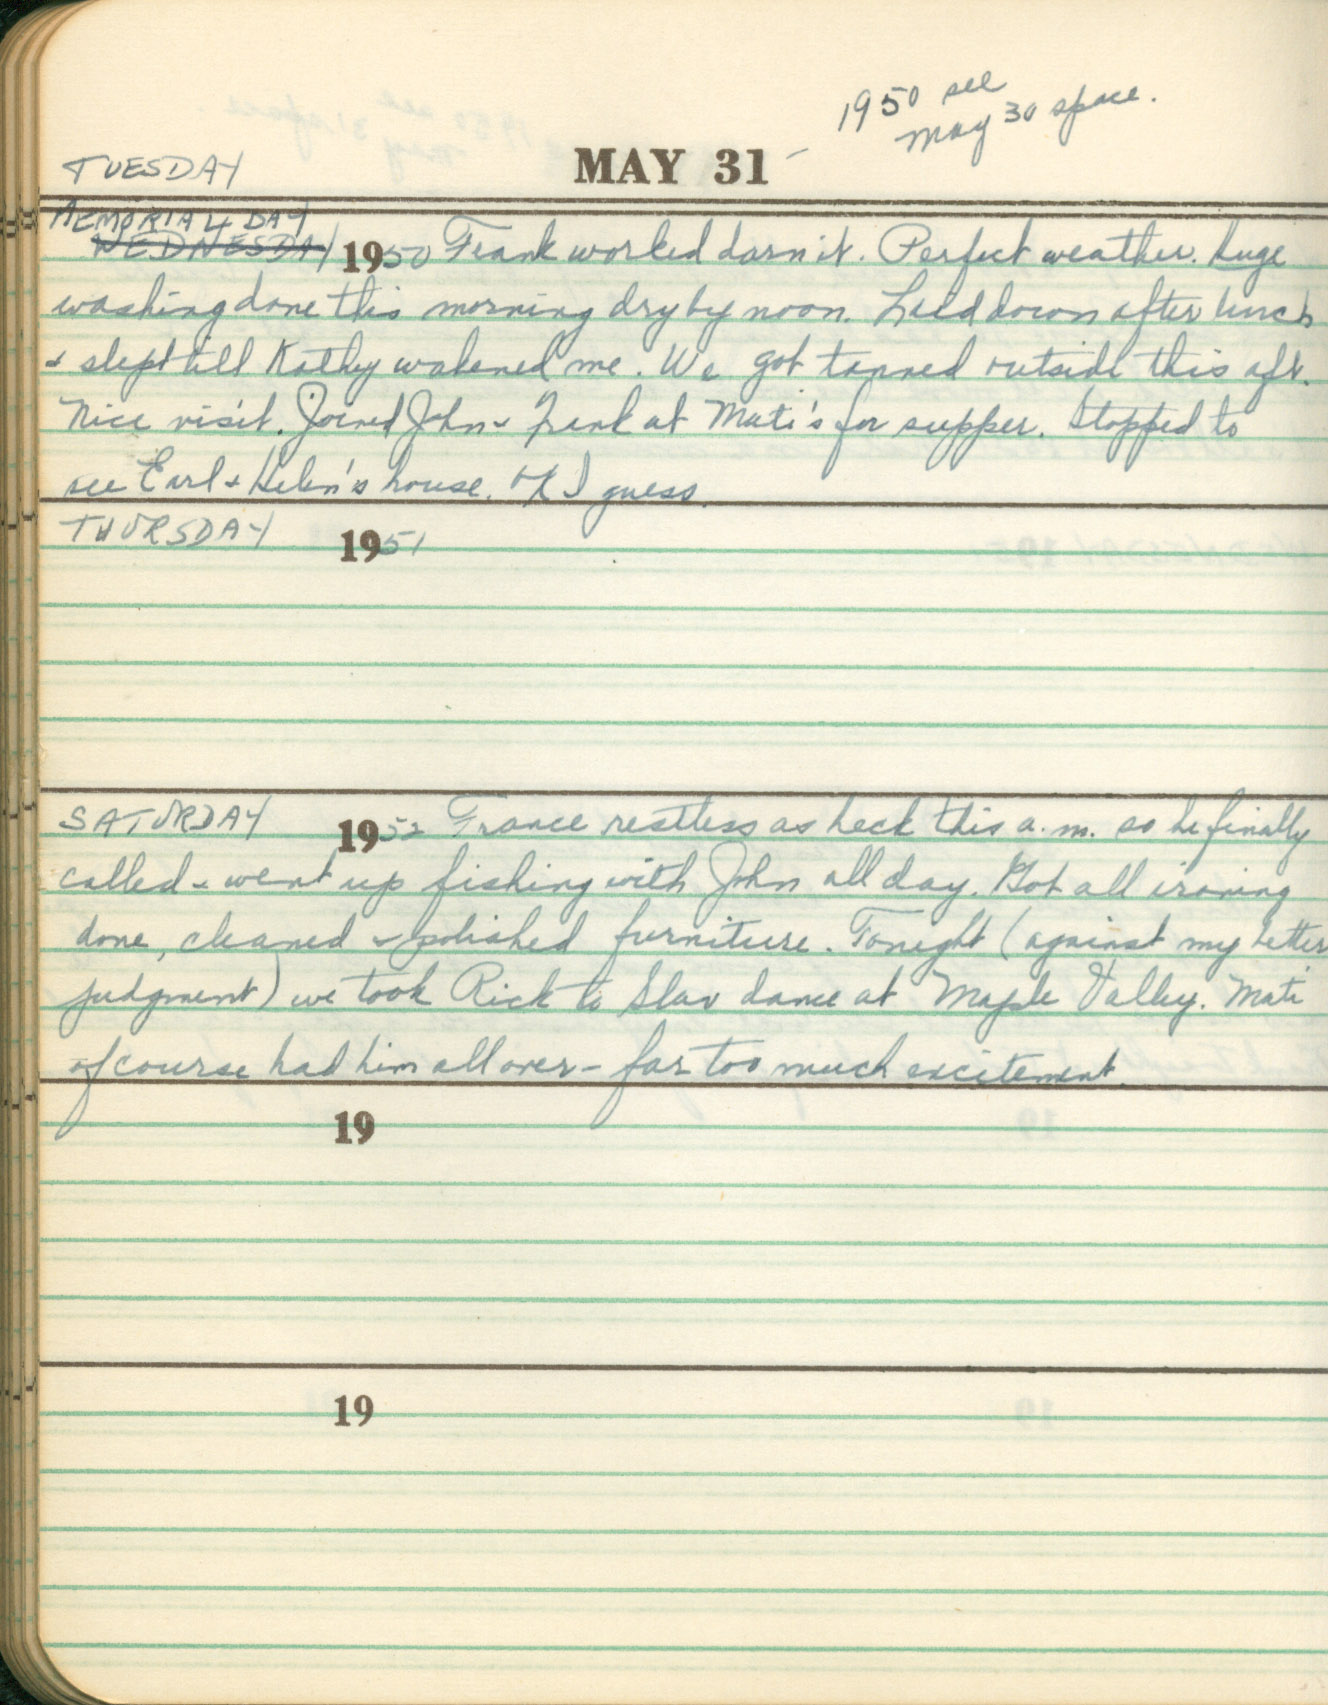 1950 see
May 30 space.
TUESDAY
MAY 31
MEMORIAL DAY
WEDNESDAY 1950 Frank worked darn it. Perfect weather. Huge
washing done this morning dry by noon. Laid down after lunch
& slept till Kathy wakened me. We got tanned outside this aft.
Nice visit. Joined John & Frank at Mati's for supper. Stopped to
see Earl & Helen's house. OK I guess.
THURSDAY 1951
SATURDAY 1952 France restless as heck this a.m. so he finally
called & went up fishing with John all day. Got all ironing
done, cleaned & polished furniture. Tonight (against my better
judgment) we took Rick to Slav dance at Maple Valley. Mati
of course had him all over - far too much excitement.
19
19